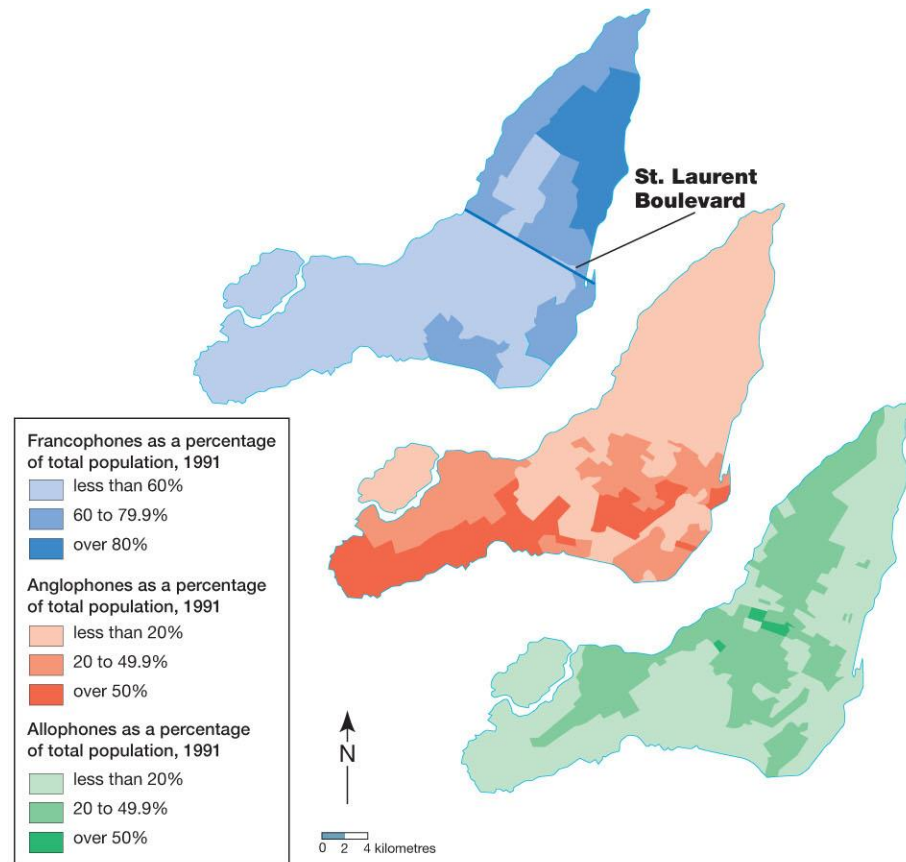 St. Laurent
Boulevard
Francophones as a percentage
of total population, 1991
less than 60%
60 to 79.9%
over 80%
Anglophones as a percentage
of total population, 1991
less than 20%
20 to 49.9%
over 50%
Allophones as a percentage
of total population, 1991
less than 20%
20 to 49.9%
over 50%
N
0 2 4 kilometres